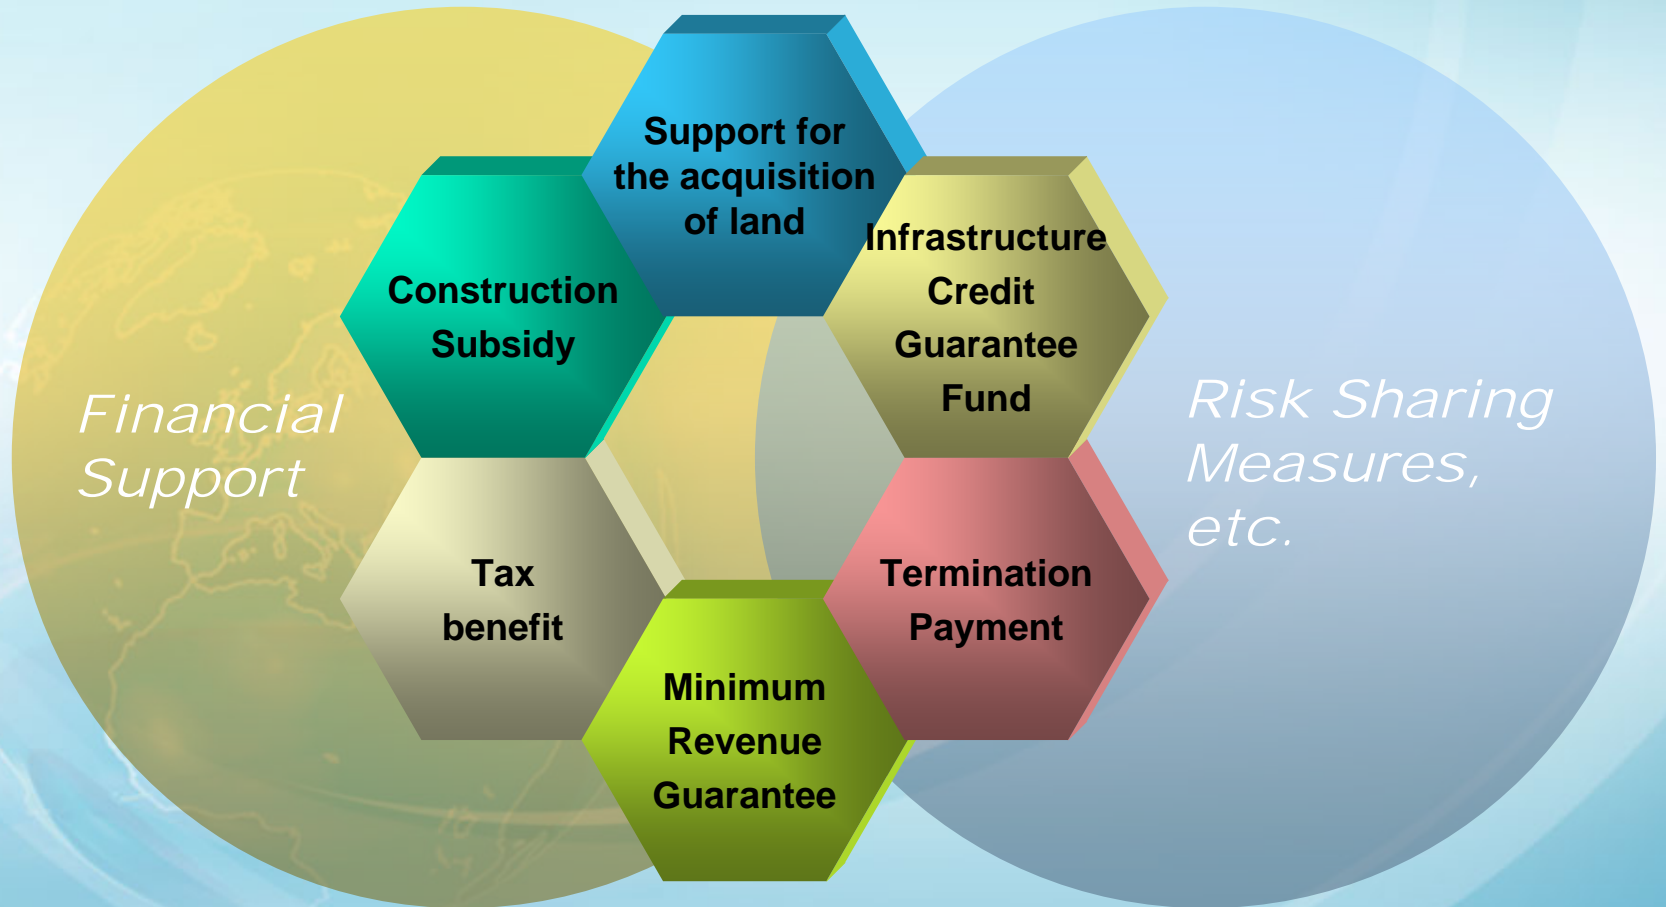 Support for
the acquisition
of land
Construction
Subsidy
Infrastructure
Credit
Guarantee
Fund
Financial
Support
Risk Sharing
Measures,
etc.
Tax
benefit
Termination
Payment
Minimum
Revenue
Guarantee